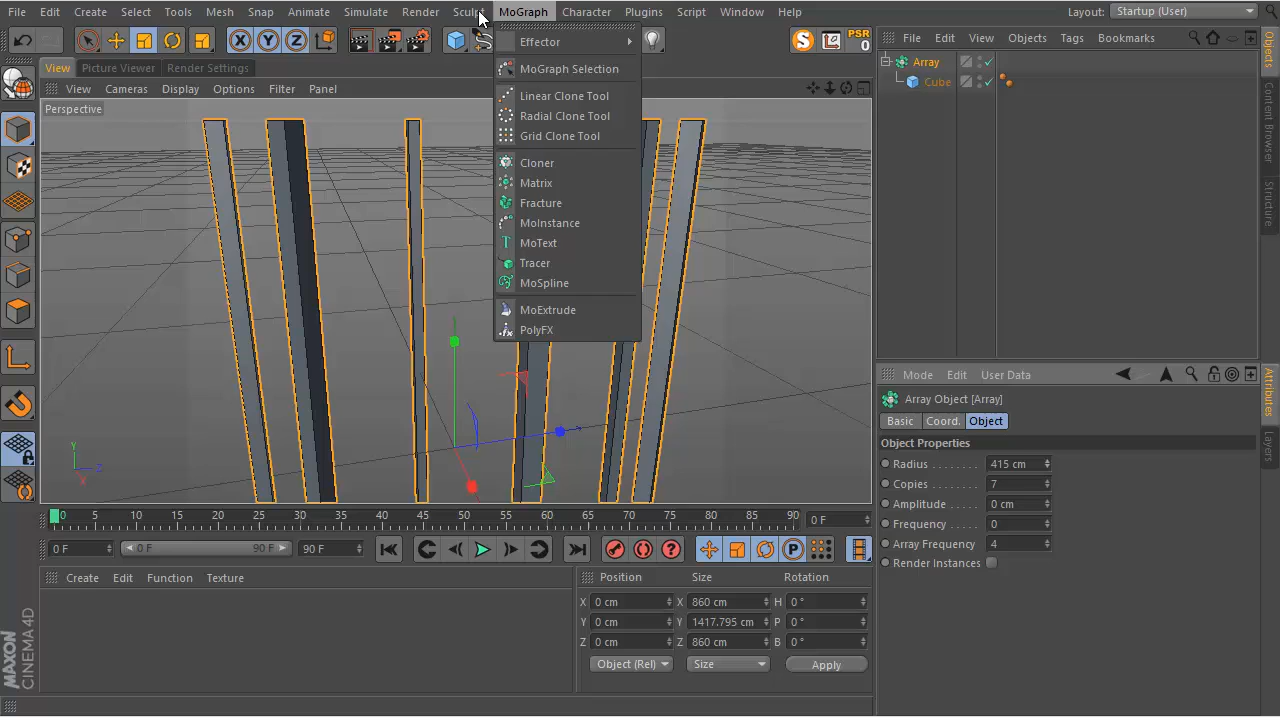 File Edit Create Select Tools Mesh Snap Animate Simulate Render Sculpt MoGraph Character Plugins Script Window Help Layout: Startup (User)
X Y Z S PSR 0
File Edit View Objects Tags Bookmarks
Effector
MoGraph Selection
Linear Clone Tool
Radial Clone Tool
Grid Clone Tool
Cloner
Matrix
Fracture
MoInstance
MoText
Tracer
MoSpline
MoExtrude
PolyFX
View Picture Viewer Render Settings
View Cameras Display Options Filter Panel
Perspective
Array
Cube
Objects
Content Browser
Structure
Mode Edit User Data
Array Object [Array]
Basic Coord. Object
Object Properties
Radius 415 cm
Copies 7
Amplitude 0 cm
Frequency 0
Array Frequency 4
Render Instances
Attributes
Layers
Y
Z
X
0 5 10 15 20 25 30 35 40 45 50 55 60 65 70 75 80 85 90 0 F
0 F 0 F 90 F 90 F ? P
Create Edit Function Texture
Position Size Rotation
X 0 cm X 860 cm H 0 °
Y 0 cm Y 1417.795 cm P 0 °
Z 0 cm Z 860 cm B 0 °
Object (Rel) Size Apply
MAXON
CINEMA 4D